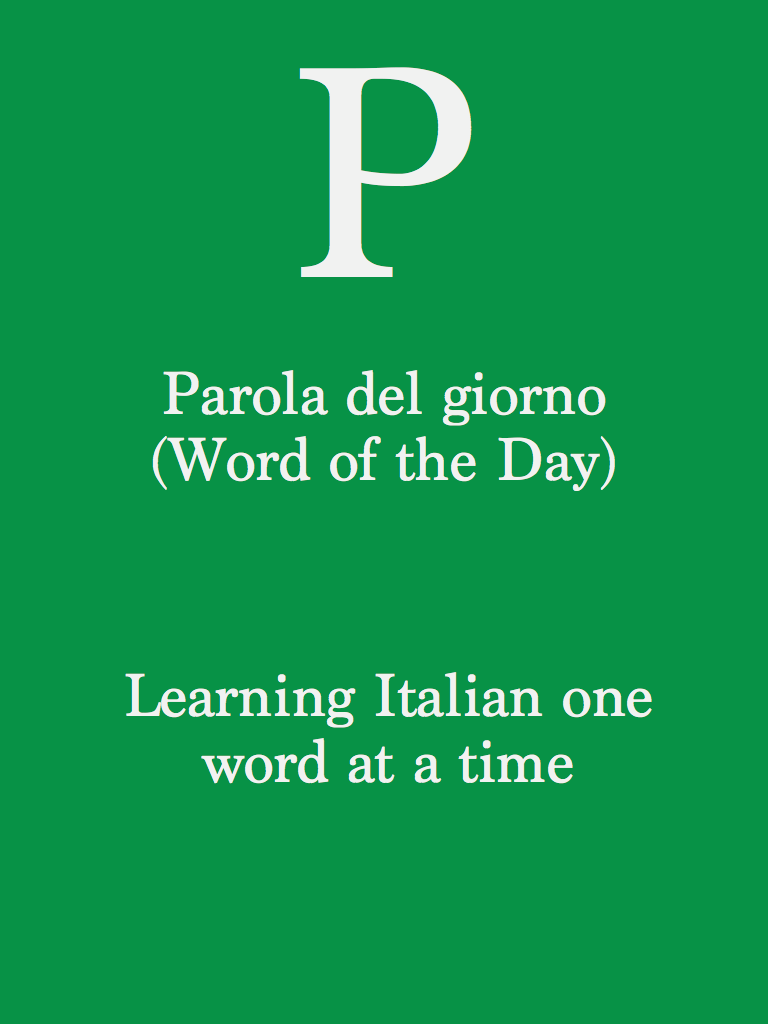 P
Parola del giorno
(Word of the Day)
Learning Italian one
word at a time